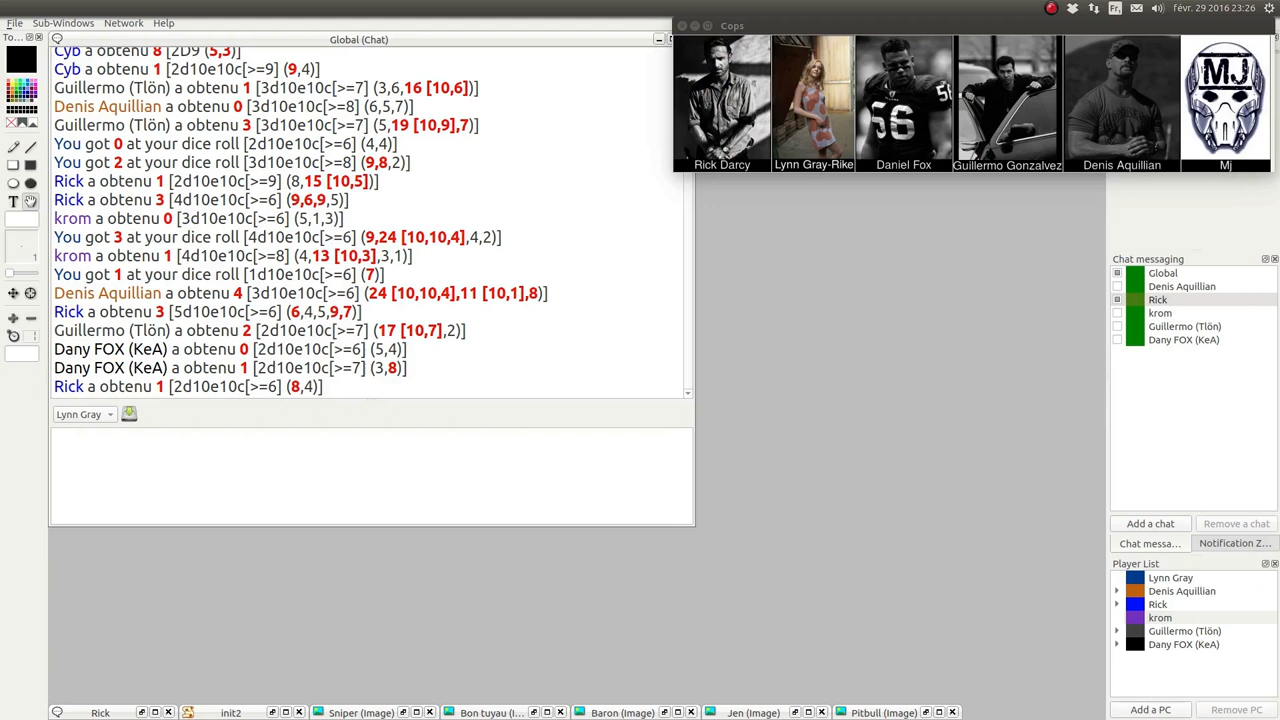 File Sub-Windows Network Help
Fr
févr. 29 2016 23:26
To...
Global (Chat)
Cops
Cyb a obtenu 8 [2D9 (5,3)]
Cyb a obtenu 1 [2d10e10c[>=9] (9,4)]
Guillermo (Tlön) a obtenu 1 [3d10e10c[>=7] (3,6,16 [10,6])]
Denis Aquillian a obtenu 0 [3d10e10c[>=8] (6,5,7)]
Guillermo (Tlön) a obtenu 3 [3d10e10c[>=7] (5,19 [10,9],7)]
You got 0 at your dice roll [2d10e10c[>=7] (4,4)]
You got 2 at your dice roll [3d10e10c[>=8] (9,8,2)]
Rick a obtenu 1 [2d10e10c[>=9] (8,15 [10,5])]
Rick a obtenu 3 [4d10e10c[>=6] (9,6,9,5)]
krom a obtenu 0 [3d10e10c[>=6] (5,1,3)]
You got 3 at your dice roll [4d10e10c[>=6] (9,24 [10,10,4],4,2)]
krom a obtenu 1 [4d10e10c[>=8] (4,13 [10,3],3,1)]
You got 1 at your dice roll [1d10e10c[>=6] (7)]
Denis Aquillian a obtenu 4 [3d10e10c[>=6] (24 [10,10,4],11 [10,1],8)]
Rick a obtenu 3 [5d10e10c[>=6] (6,4,5,9,7)]
Guillermo (Tlön) a obtenu 2 [2d10e10c[>=7] (17 [10,7],2)]
Dany FOX (KeA) a obtenu 0 [2d10e10c[>=6] (5,4)]
Dany FOX (KeA) a obtenu 1 [2d10e10c[>=7] (3,8)]
Rick a obtenu 1 [2d10e10c[>=6] (8,4)]
Lynn Gray
T
1
1
56
MJ
Rick Darcy
Lynn Gray-Rike
Daniel Fox
Guillermo Gonzalvez
Denis Aquillian
Mj
Chat messaging
Global
Denis Aquillian
Rick
krom
Guillermo (Tlön)
Dany FOX (KeA)
Add a chat
Remove a chat
Chat messa...
Notification Z...
Player List
Lynn Gray
Denis Aquillian
Rick
krom
Guillermo (Tlön)
Dany FOX (KeA)
Add a PC
Remove PC
Rick
init2
Sniper (Image)
Bon tuyau (I...
Baron (Image)
Jen (Image)
Pitbull (Image)